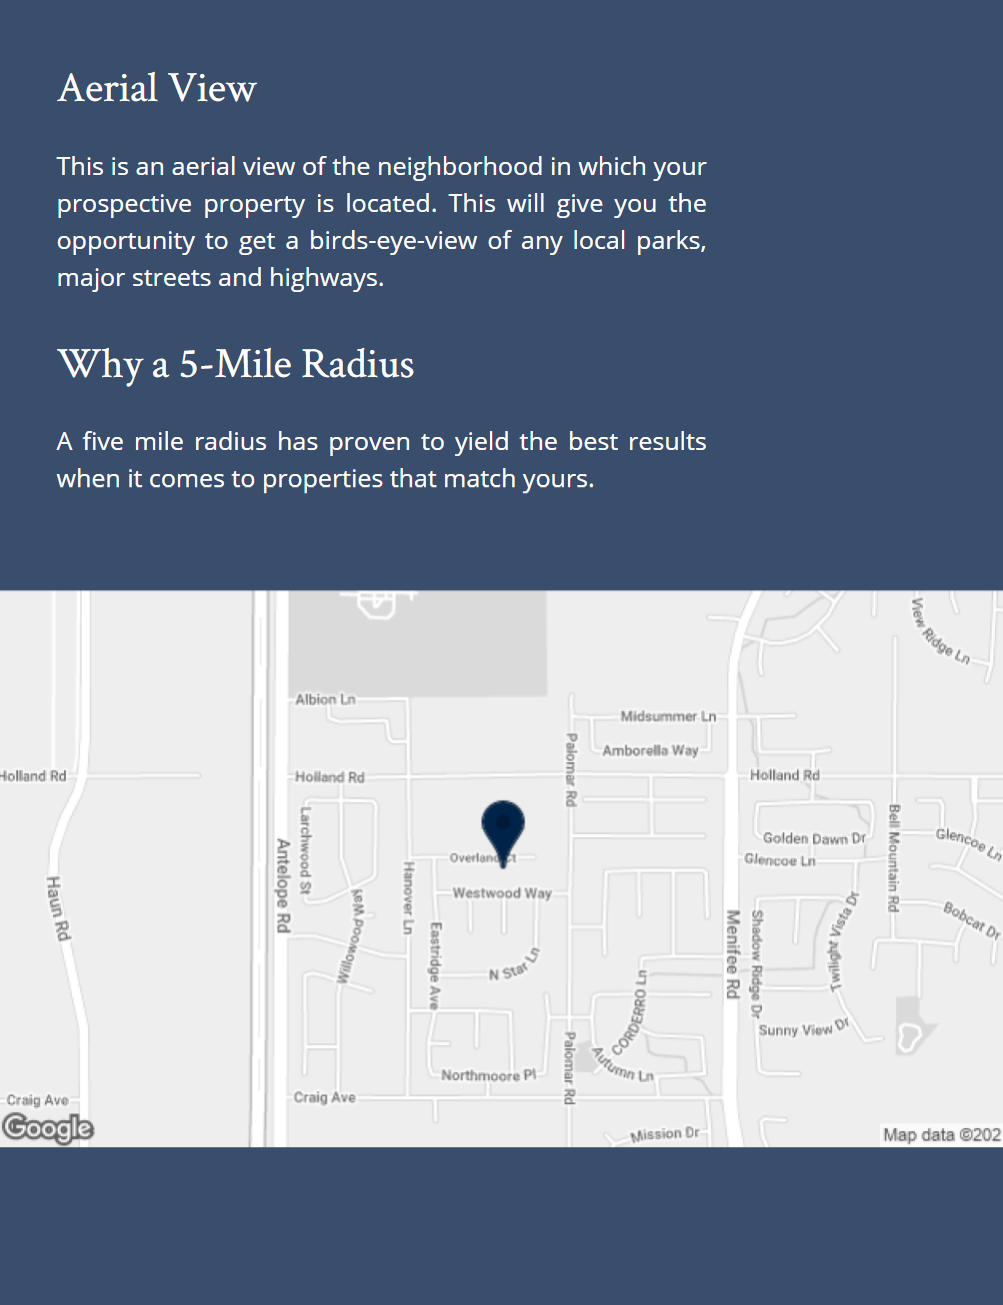 Aerial View
This is an aerial view of the neighborhood in which your
prospective property is located. This will give you the
opportunity to get a birds-eye-view of any local parks,
major streets and highways.
Why a 5-Mile Radius
A five mile radius has proven to yield the best results
when it comes to properties that match yours.
View Ridge Ln
Albion Ln
Midsummer Ln
Amborella Way
Palomar Rd
Holland Rd
Holland Rd
Holland Rd
Larchwood St
Antelope Rd
Overland Ct
Golden Dawn Dr
Glencoe Ln
Glencoe Ln
Bell Mountain Rd
Haun Rd
Hanover Ln
Westwood Way
Willowood Way
Eastridge Ave
N Star Ln
Menifee Rd
Shadow Ridge Dr
Twilight Vista Dr
Bobcat Dr
CORDERRO Ln
Sunny View Dr
Palomar Rd
Autumn Ln
Northmoore Pl
Craig Ave
Craig Ave
Google
Mission Dr
Map data ©202